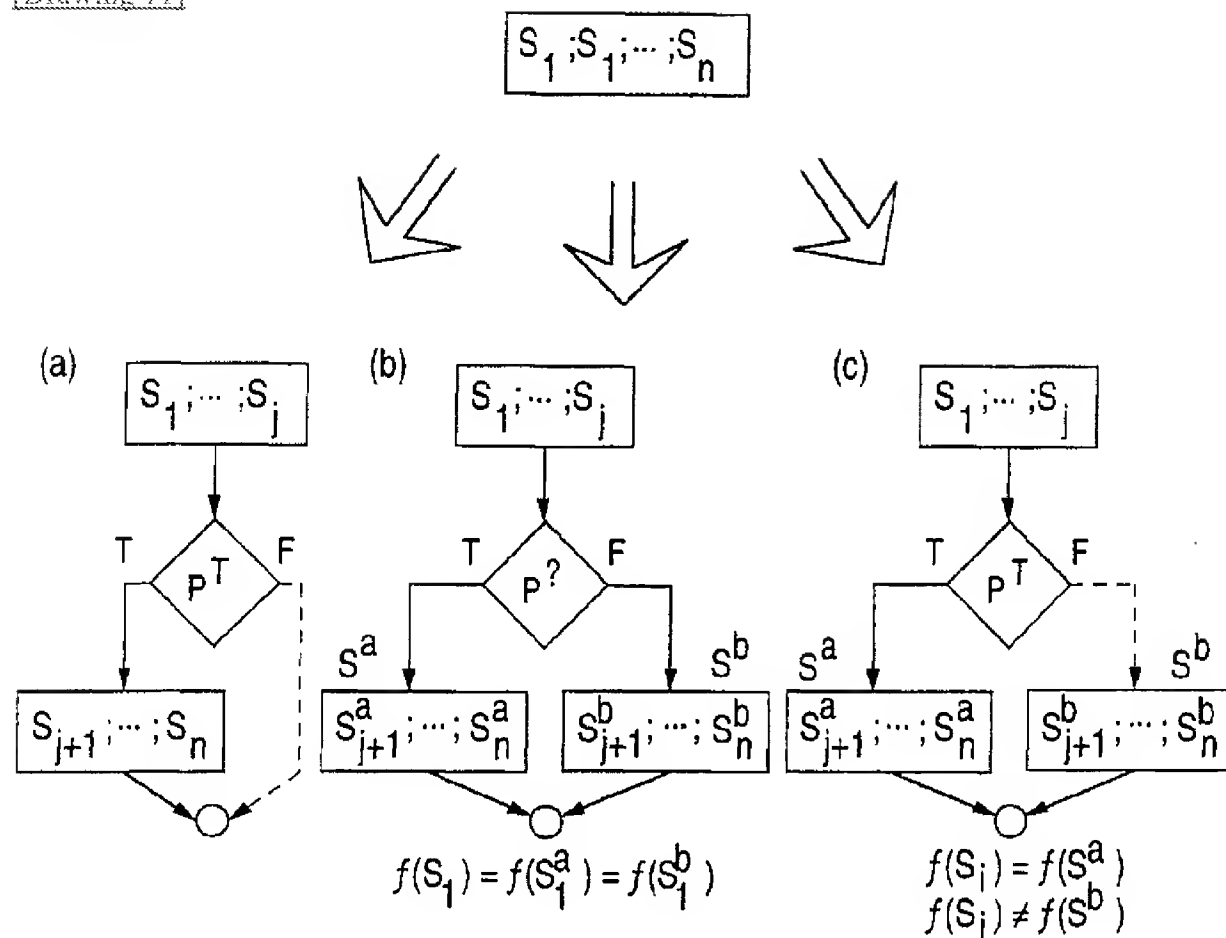 S1 ;S1;··· ;Sn
(a)
(b)
(c)
S1;··· ;Sj
S1;··· ;Sj
S1;··· ;Sj
T
P^T
F
T
P^?
F
T
P^T
F
S^a
S^b
S^a
S^b
Sj+1;··· ; Sn
S^a_j+1;··· ; S^a_n
S^b_j+1;··· ; S^b_n
S^a_j+1;··· ; S^a_n
S^b_j+1;··· ; S^b_n
f(S1) = f(S^a_1) = f(S^b_1)
f(Si) = f(S^a)
f(Si) ≠ f(S^b)